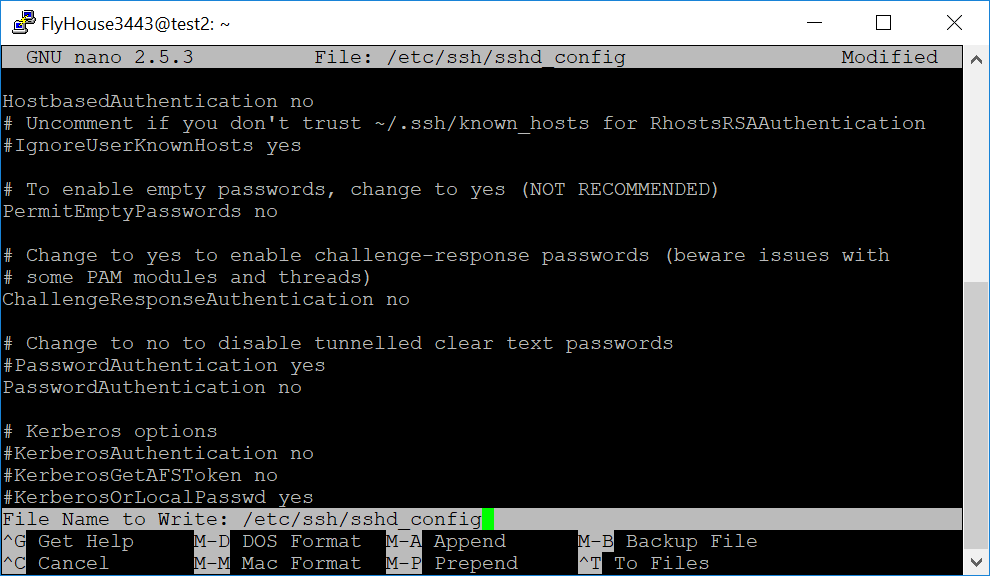 FlyHouse3443@test2: ~
GNU nano 2.5.3 File: /etc/ssh/sshd_config Modified
HostbasedAuthentication no
# Uncomment if you don't trust ~/.ssh/known_hosts for RhostsRSAAuthentication
#IgnoreUserKnownHosts yes
# To enable empty passwords, change to yes (NOT RECOMMENDED)
PermitEmptyPasswords no
# Change to yes to enable challenge-response passwords (beware issues with
# some PAM modules and threads)
ChallengeResponseAuthentication no
# Change to no to disable tunnelled clear text passwords
#PasswordAuthentication yes
PasswordAuthentication no
# Kerberos options
#KerberosAuthentication no
#KerberosGetAFSToken no
#KerberosOrLocalPasswd yes
File Name to Write: /etc/ssh/sshd_config
^G Get Help M-D DOS Format M-A Append M-B Backup File
^C Cancel M-M Mac Format M-P Prepend ^T To Files